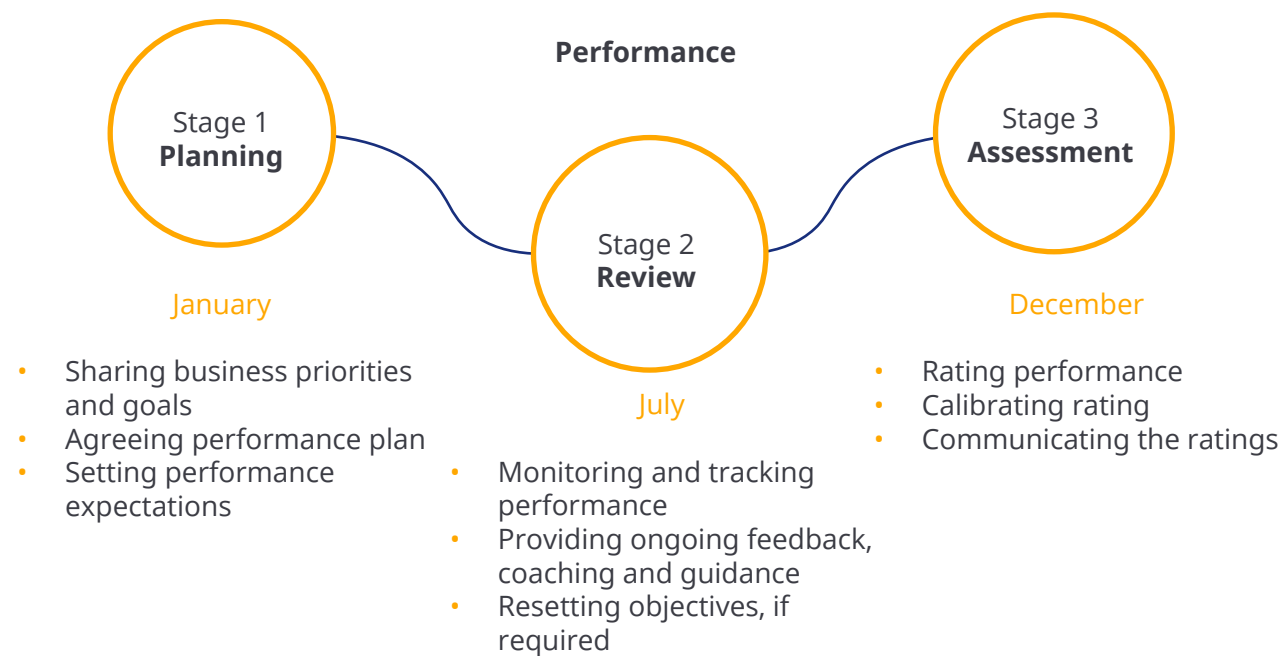 Performance
Stage 1
Planning
January
• Sharing business priorities
and goals
• Agreeing performance plan
• Setting performance
expectations
Stage 2
Review
July
• Monitoring and tracking
performance
• Providing ongoing feedback,
coaching and guidance
• Resetting objectives, if
required
Stage 3
Assessment
December
• Rating performance
• Calibrating rating
• Communicating the ratings